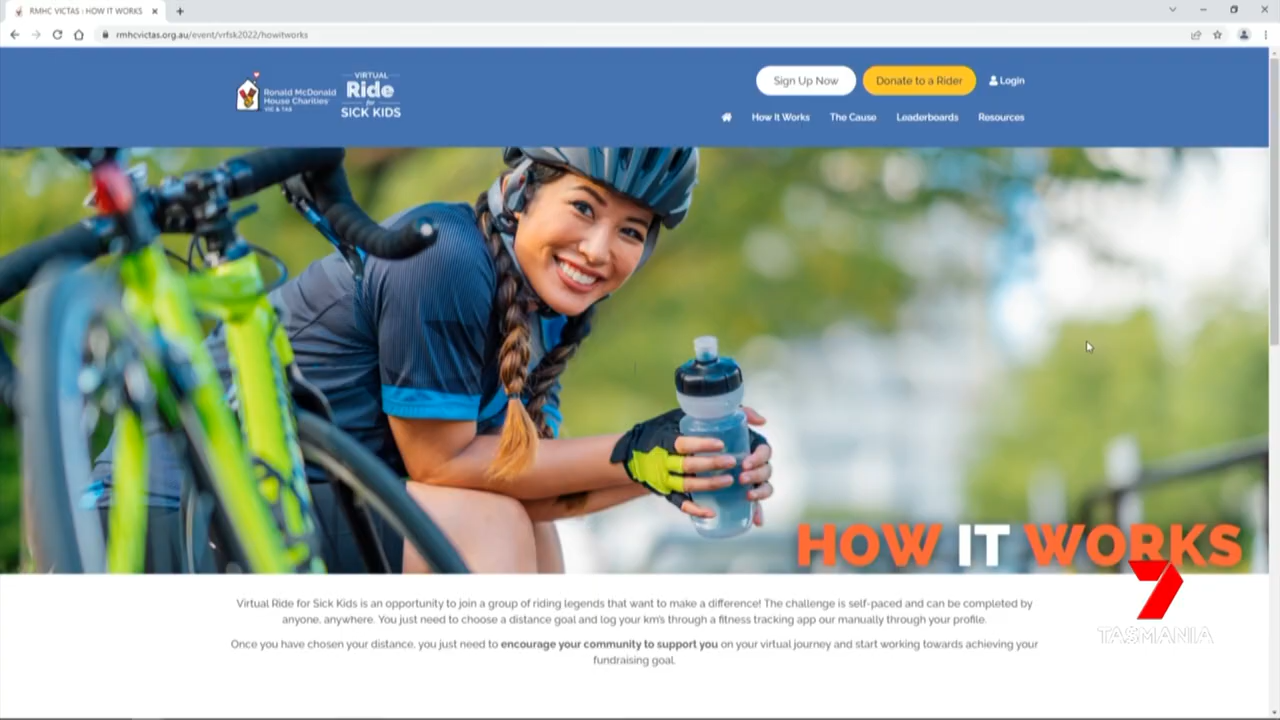 RMHC VICTAS : HOW IT WORKS
rmhcvictas.org.au/event/vrfsk2022/howitworks
Ronald McDonald
House Charities
VIC & TAS
VIRTUAL
Ride
for
SICK KIDS
Sign Up Now
Donate to a Rider
Login
How It Works
The Cause
Leaderboards
Resources
HOW IT WORKS
Virtual Ride for Sick Kids is an opportunity to join a group of riding legends that want to make a difference! The challenge is self-paced and can be completed by
anyone, anywhere. You just need to choose a distance goal and log your km's through a fitness tracking app our manually through your profile.
Once you have chosen your distance, you just need to encourage your community to support you on your virtual journey and start working towards achieving your
fundraising goal.
7
TASMANIA